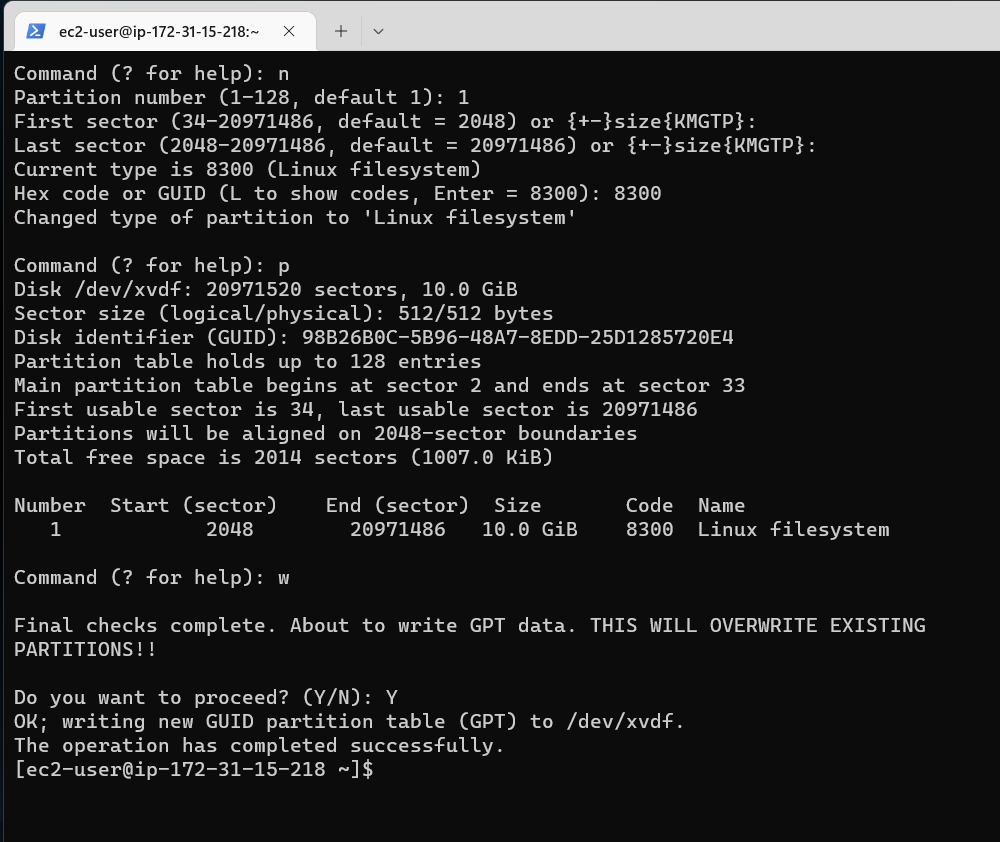 ec2-user@ip-172-31-15-218:~
Command (? for help): n
Partition number (1-128, default 1): 1
First sector (34-20971486, default = 2048) or {+-}size{KMGTP}:
Last sector (2048-20971486, default = 20971486) or {+-}size{KMGTP}:
Current type is 8300 (Linux filesystem)
Hex code or GUID (L to show codes, Enter = 8300): 8300
Changed type of partition to 'Linux filesystem'
Command (? for help): p
Disk /dev/xvdf: 20971520 sectors, 10.0 GiB
Sector size (logical/physical): 512/512 bytes
Disk identifier (GUID): 98B26B0C-5B96-48A7-8EDD-25D1285720E4
Partition table holds up to 128 entries
Main partition table begins at sector 2 and ends at sector 33
First usable sector is 34, last usable sector is 20971486
Partitions will be aligned on 2048-sector boundaries
Total free space is 2014 sectors (1007.0 KiB)
Number  Start (sector)    End (sector)  Size       Code  Name
   1            2048        20971486   10.0 GiB    8300  Linux filesystem
Command (? for help): w
Final checks complete. About to write GPT data. THIS WILL OVERWRITE EXISTING
PARTITIONS!!
Do you want to proceed? (Y/N): Y
OK; writing new GUID partition table (GPT) to /dev/xvdf.
The operation has completed successfully.
[ec2-user@ip-172-31-15-218 ~]$